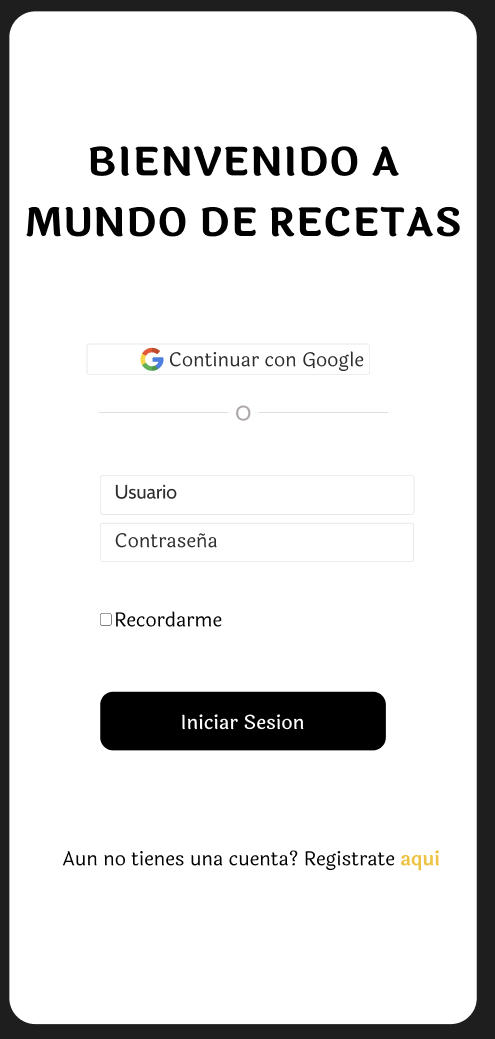 BIENVENIDO A
MUNDO DE RECETAS
Continuar con Google
O
Usuario
Contraseña
Recordarme
Iniciar Sesion
Aun no tienes una cuenta? Registrate aqui